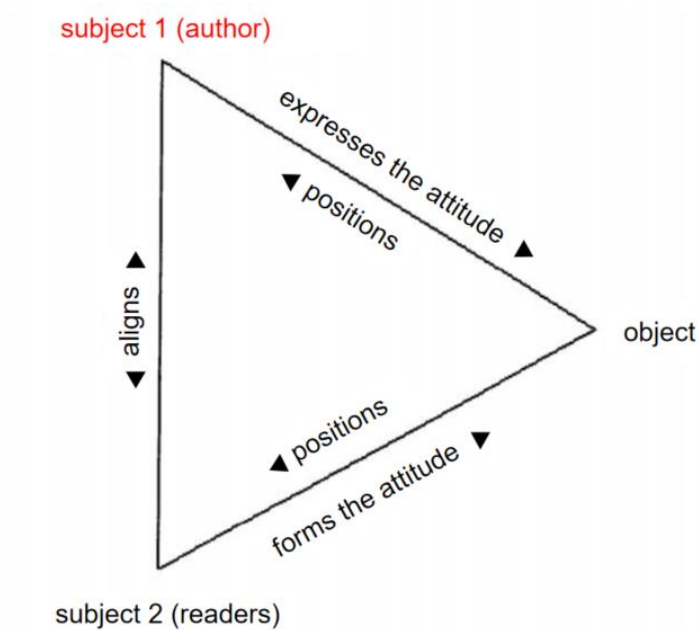 subject 1 (author)
expresses the attitude
positions
aligns
object
positions
forms the attitude
subject 2 (readers)